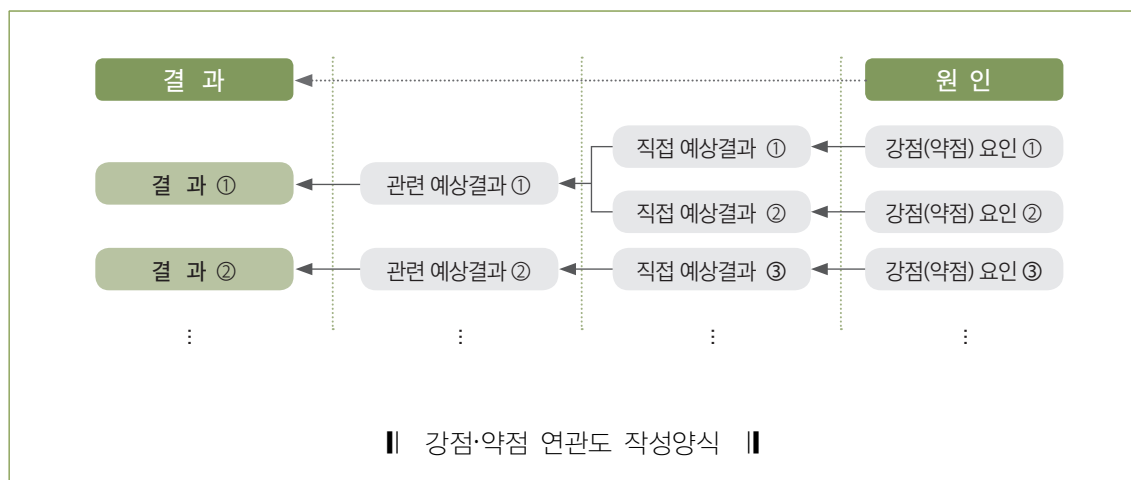 결 과
원 인
직접 예상결과 ①
강점(약점) 요인 ①
결 과 ①
관련 예상결과 ①
직접 예상결과 ②
강점(약점) 요인 ②
결 과 ②
관련 예상결과 ②
직접 예상결과 ③
강점(약점) 요인 ③
⋮ ⋮ ⋮ ⋮
강점·약점 연관도 작성양식